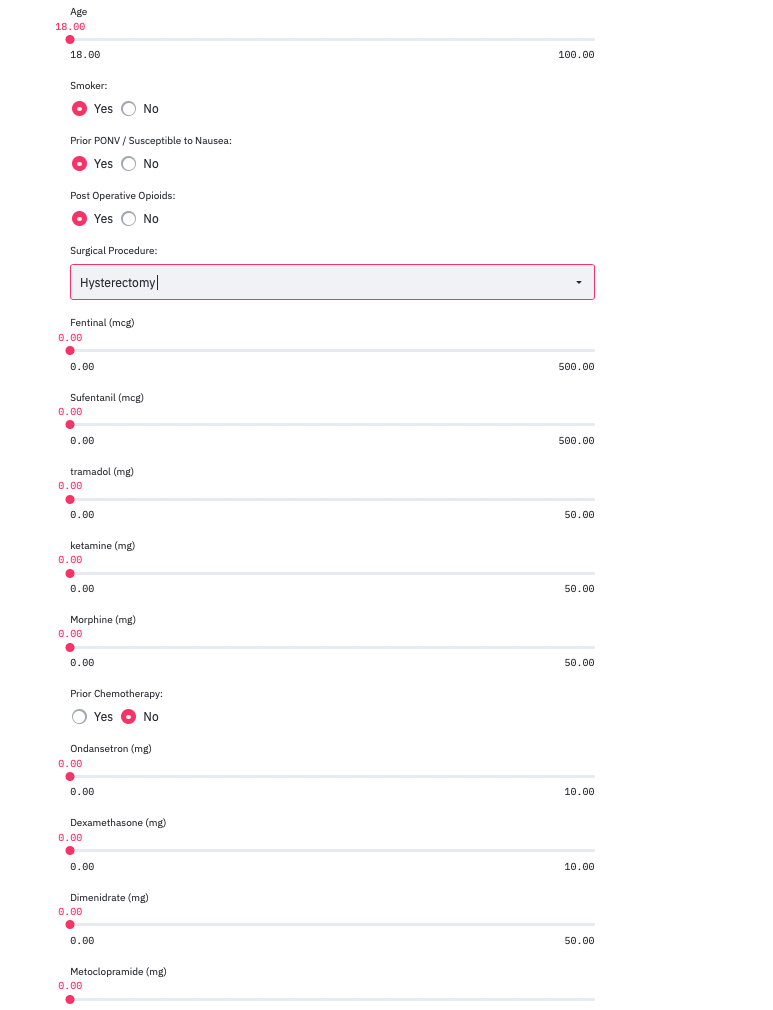 Age
18.00
18.00 100.00
Smoker:
Yes No
Prior PONV / Susceptible to Nausea:
Yes No
Post Operative Opioids:
Yes No
Surgical Procedure:
Hysterectomy
Fentinal (mcg)
0.00
0.00 500.00
Sufentanil (mcg)
0.00
0.00 500.00
tramadol (mg)
0.00
0.00 50.00
ketamine (mg)
0.00
0.00 50.00
Morphine (mg)
0.00
0.00 50.00
Prior Chemotherapy:
Yes No
Ondansetron (mg)
0.00
0.00 10.00
Dexamethasone (mg)
0.00
0.00 10.00
Dimenidrate (mg)
0.00
0.00 50.00
Metoclopramide (mg)
0.00